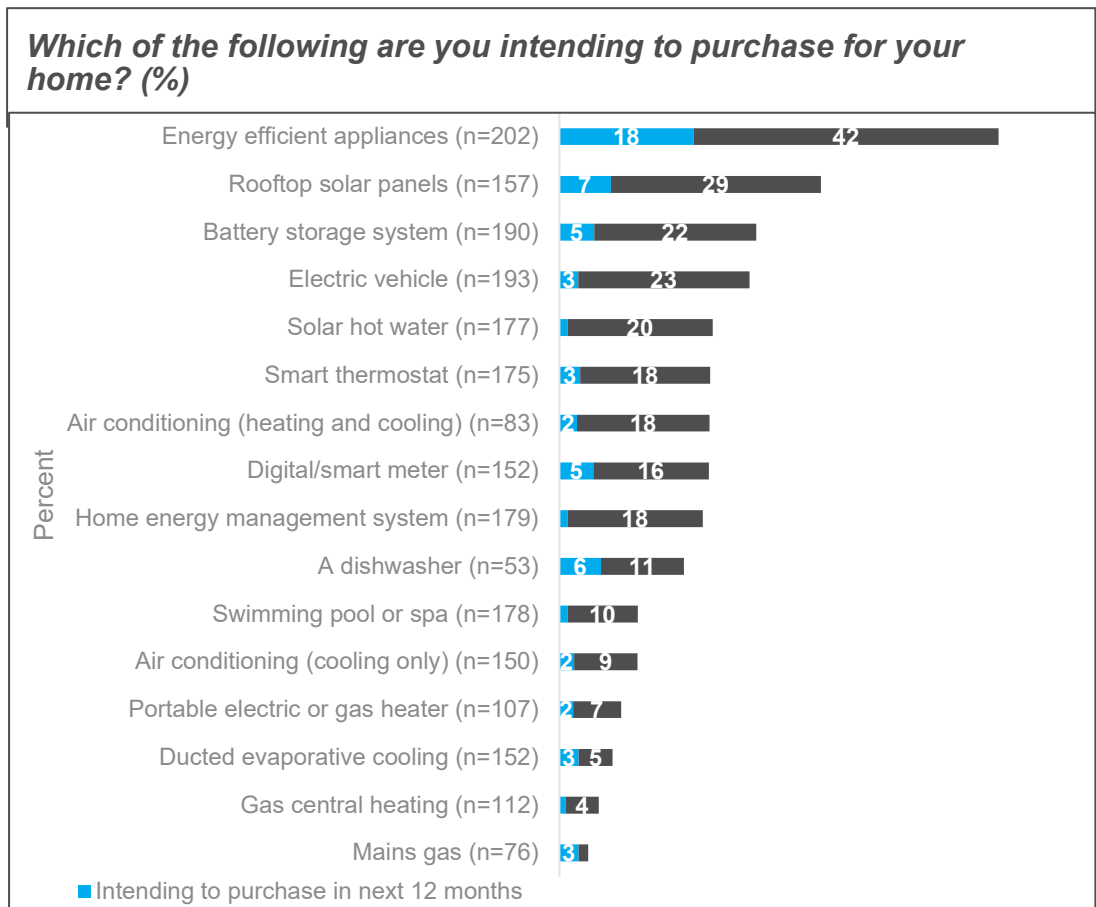 Which of the following are you intending to purchase for your
home? (%)
Energy efficient appliances (n=202) 18 42
Rooftop solar panels (n=157) 7 29
Battery storage system (n=190) 5 22
Electric vehicle (n=193) 3 23
Solar hot water (n=177) 20
Smart thermostat (n=175) 3 18
Air conditioning (heating and cooling) (n=83) 2 18
Digital/smart meter (n=152) 5 16
Home energy management system (n=179) 18
A dishwasher (n=53) 6 11
Swimming pool or spa (n=178) 10
Air conditioning (cooling only) (n=150) 2 9
Portable electric or gas heater (n=107) 2 7
Ducted evaporative cooling (n=152) 3 5
Gas central heating (n=112) 4
Mains gas (n=76) 3
Percent
Intending to purchase in next 12 months